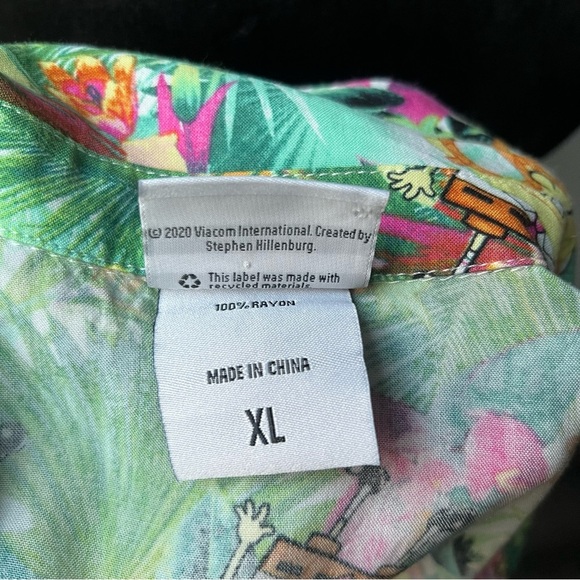 © 2020 Viacom International. Created by
Stephen Hillenburg.
This label was made with
recycled materials.
100% RAYON
MADE IN CHINA
XL